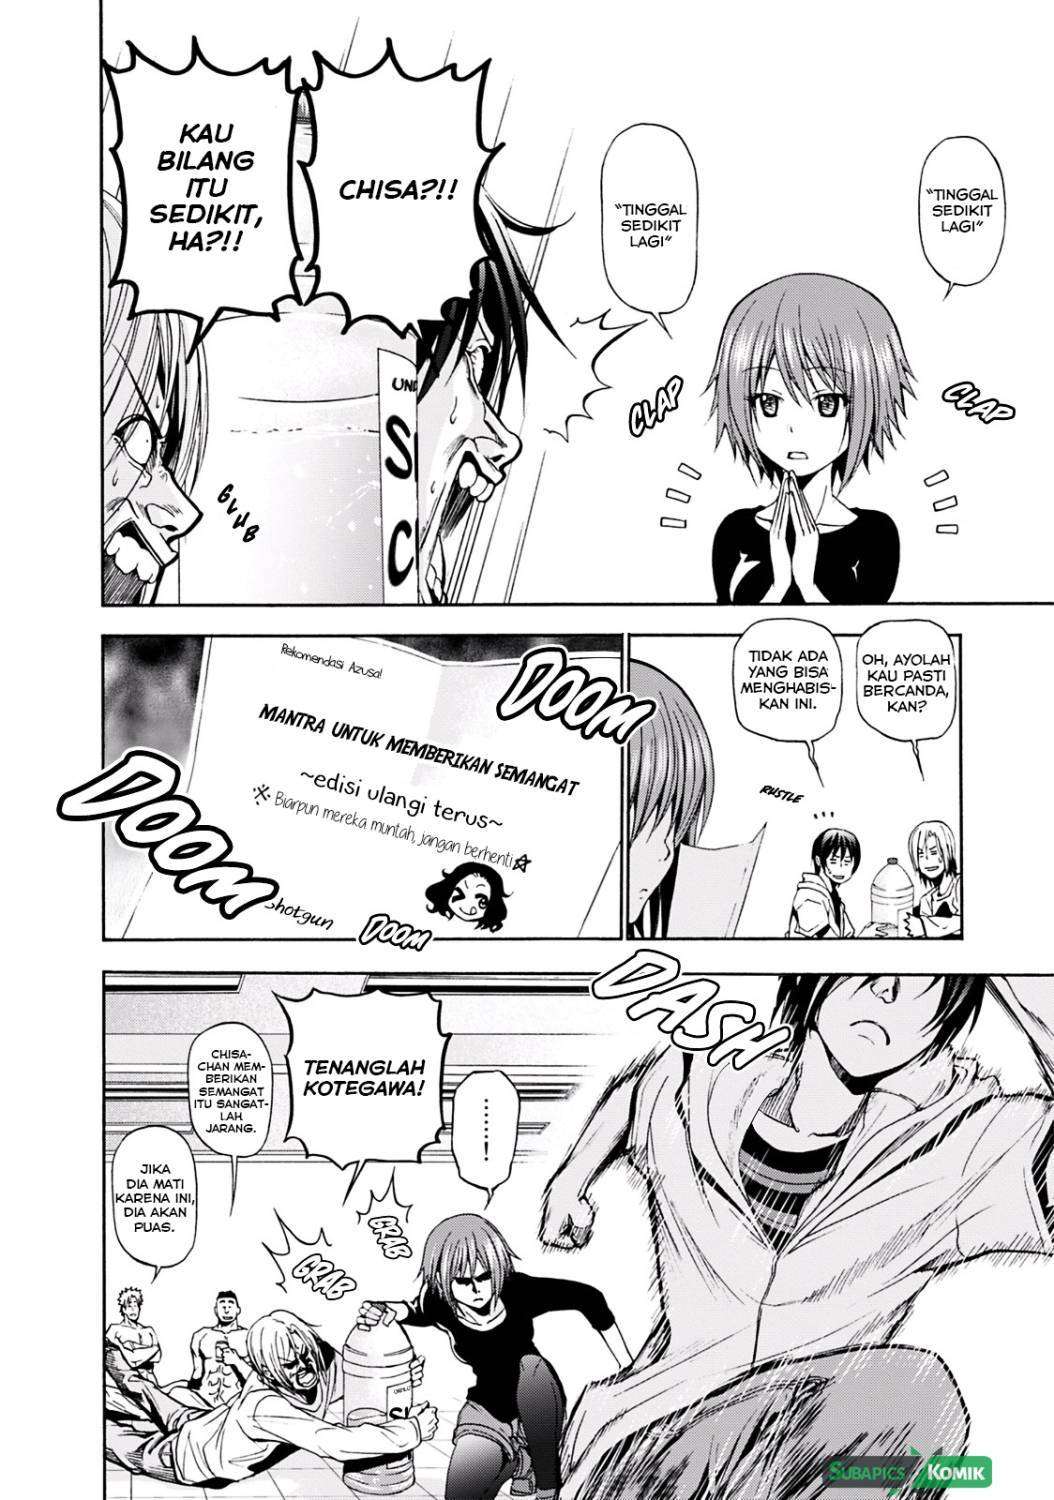 "TINGGAL
SEDIKIT
LAGI"
CLAP
"TINGGAL
SEDIKIT
LAGI"
CLAP
CHISA?!!
KAU
BILANG
ITU
SEDIKIT,
HA?!!
GLUB
OH, AYOLAH
KAU PASTI
BERCANDA,
KAN?
TIDAK ADA
YANG BISA
MENGHABIS-
KAN INI.
RUSTLE
Rekomendasi Azusa!
MANTRA UNTUK MEMBERIKAN SEMANGAT
~edisi ulangi terus~
※ Biarpun mereka muntah, jangan berhenti☆
Shotgun
DOOM
DOOM
DOOM
DASH
.......!
TENANGLAH
KOTEGAWA!
CHISA-
CHAN MEM-
BERIKAN
SEMANGAT
ITU SANGAT-
LAH
JARANG.
JIKA
DIA MATI
KARENA INI,
DIA AKAN
PUAS.
GRAB
GRAB
SUBAPICS KOMIK